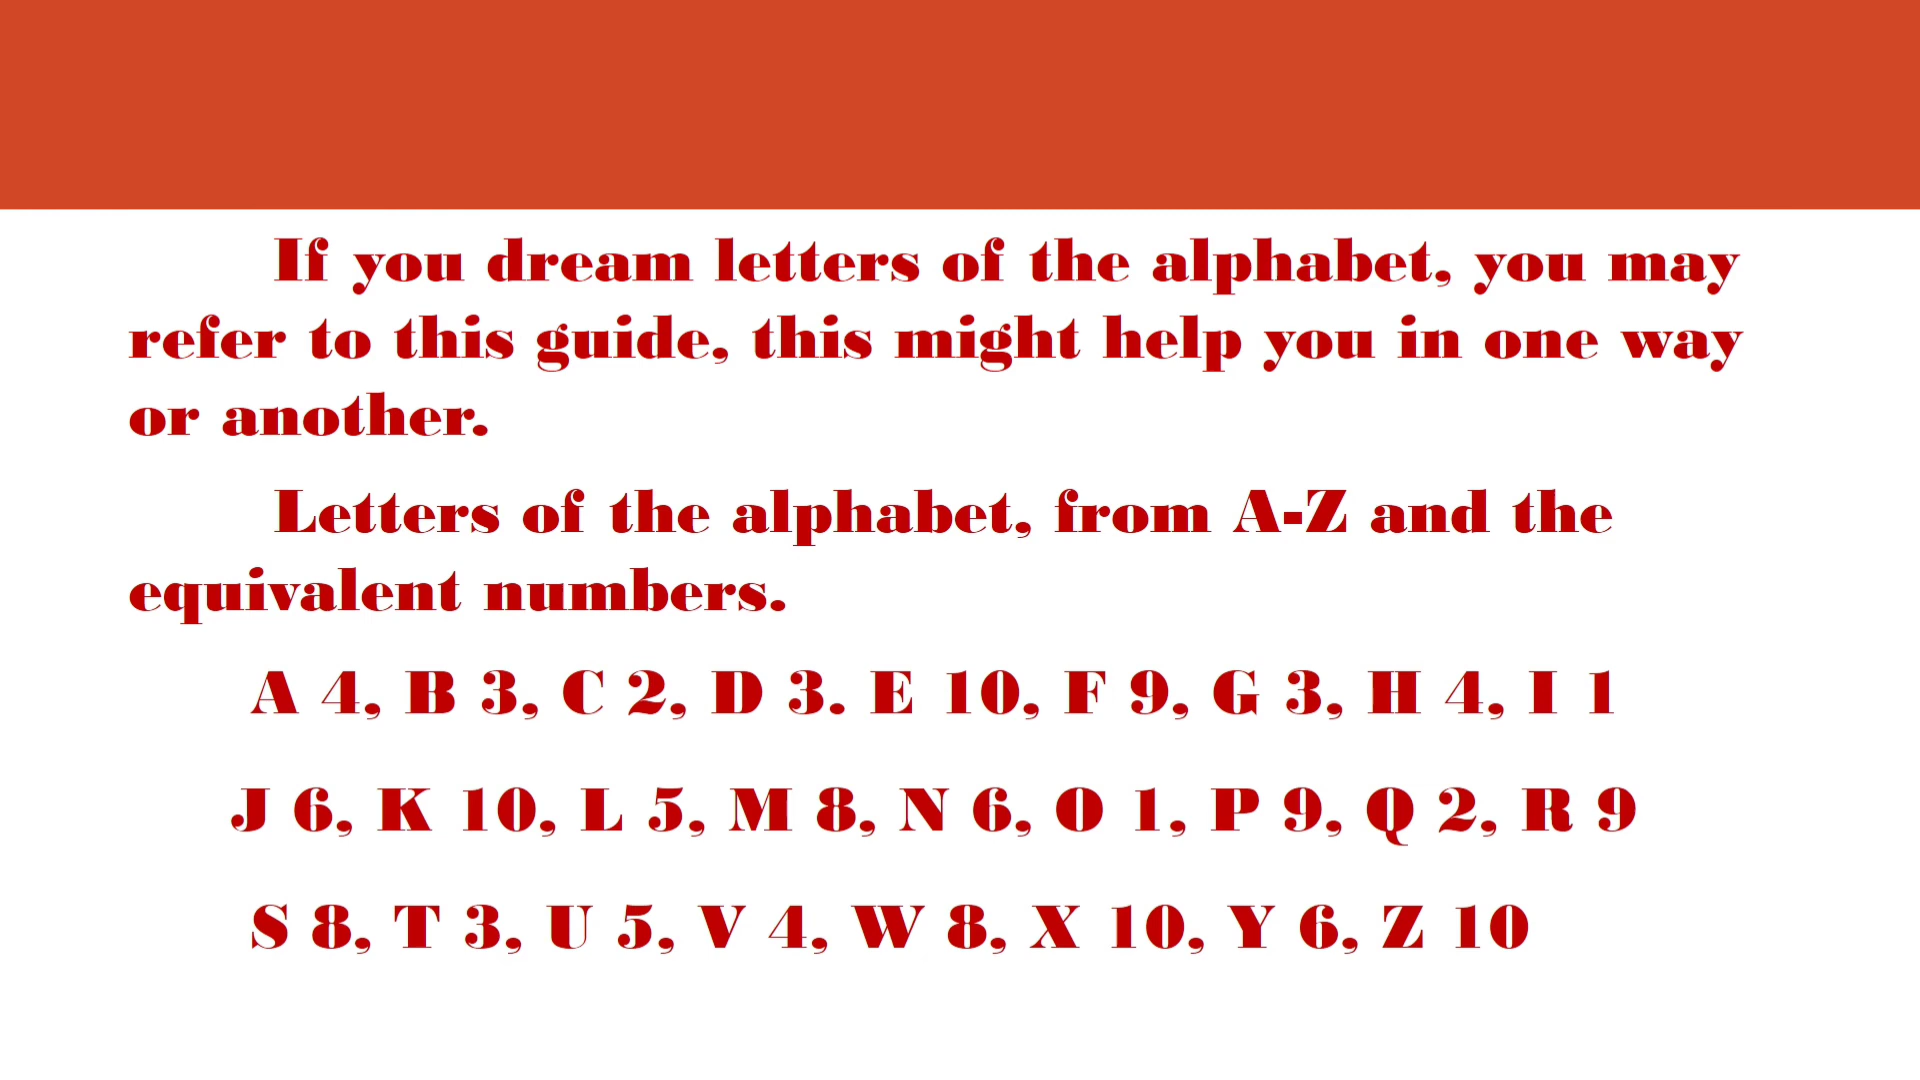 If you dream letters of the alphabet, you may
refer to this guide, this might help you in one way
or another.
Letters of the alphabet, from A-Z and the
equivalent numbers.
A 4, B 3, C 2, D 3. E 10, F 9, G 3, H 4, I 1
J 6, K 10, L 5, M 8, N 6, O 1, P 9, Q 2, R 9
S 8, T 3, U 5, V 4, W 8, X 10, Y 6, Z 10